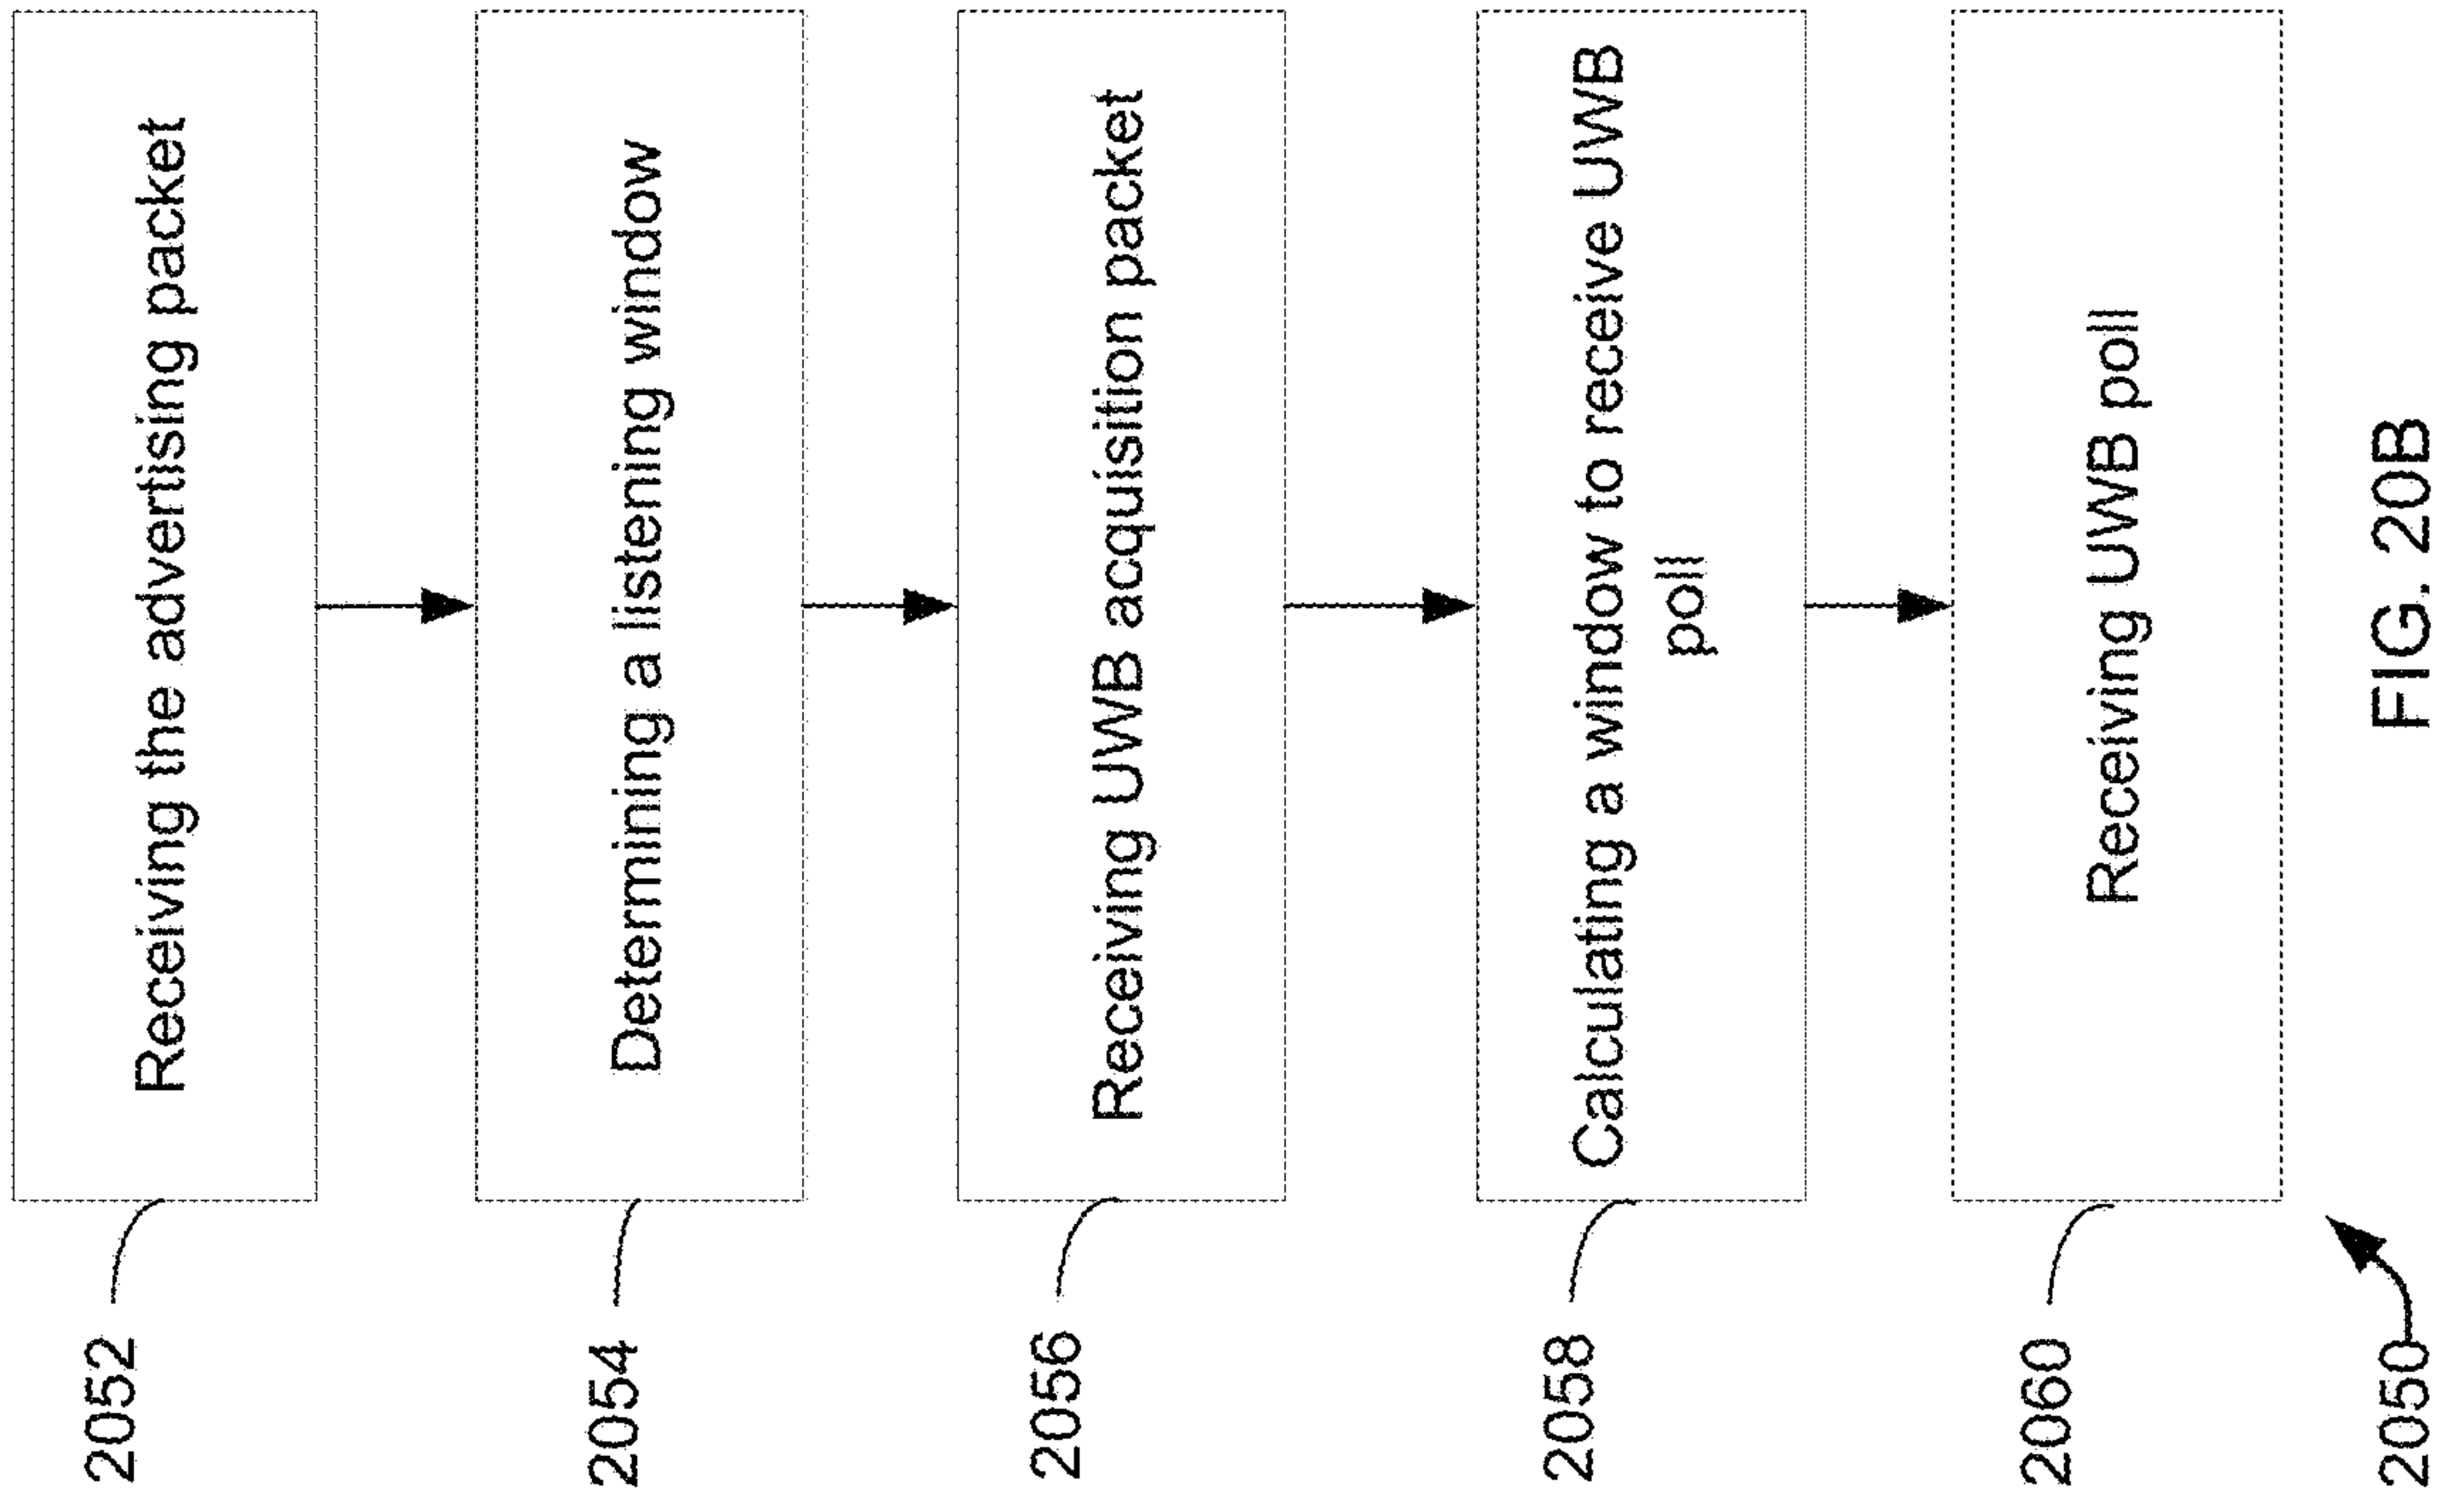 2052
Receiving the advertising packet
2054
Determining a listening window
2056
Receiving UWB acquisition packet
2058
Calculating a window to receive UWB
poll
2060
Receiving UWB poll
2050
FIG. 20B